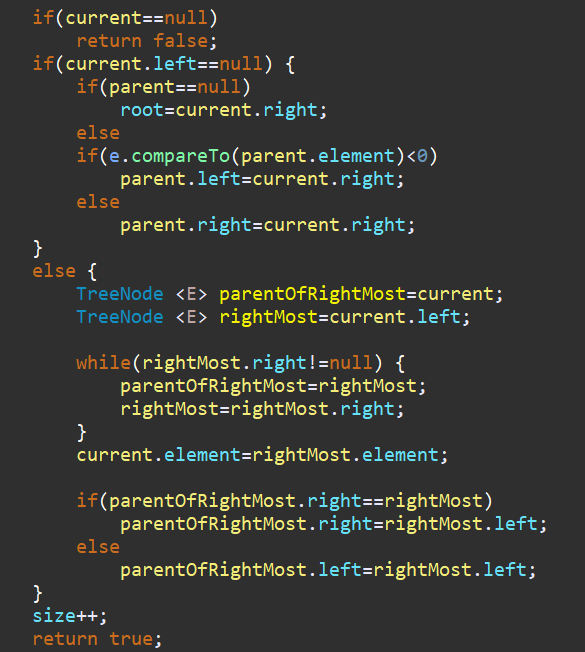 if(current==null)
    return false;
if(current.left==null) {
    if(parent==null)
        root=current.right;
    else
    if(e.compareTo(parent.element)<0)
        parent.left=current.right;
    else
        parent.right=current.right;
}
else {
    TreeNode <E> parentOfRightMost=current;
    TreeNode <E> rightMost=current.left;

    while(rightMost.right!=null) {
        parentOfRightMost=rightMost;
        rightMost=rightMost.right;
    }
    current.element=rightMost.element;

    if(parentOfRightMost.right==rightMost)
        parentOfRightMost.right=rightMost.left;
    else
        parentOfRightMost.left=rightMost.left;
}
size++;
return true;